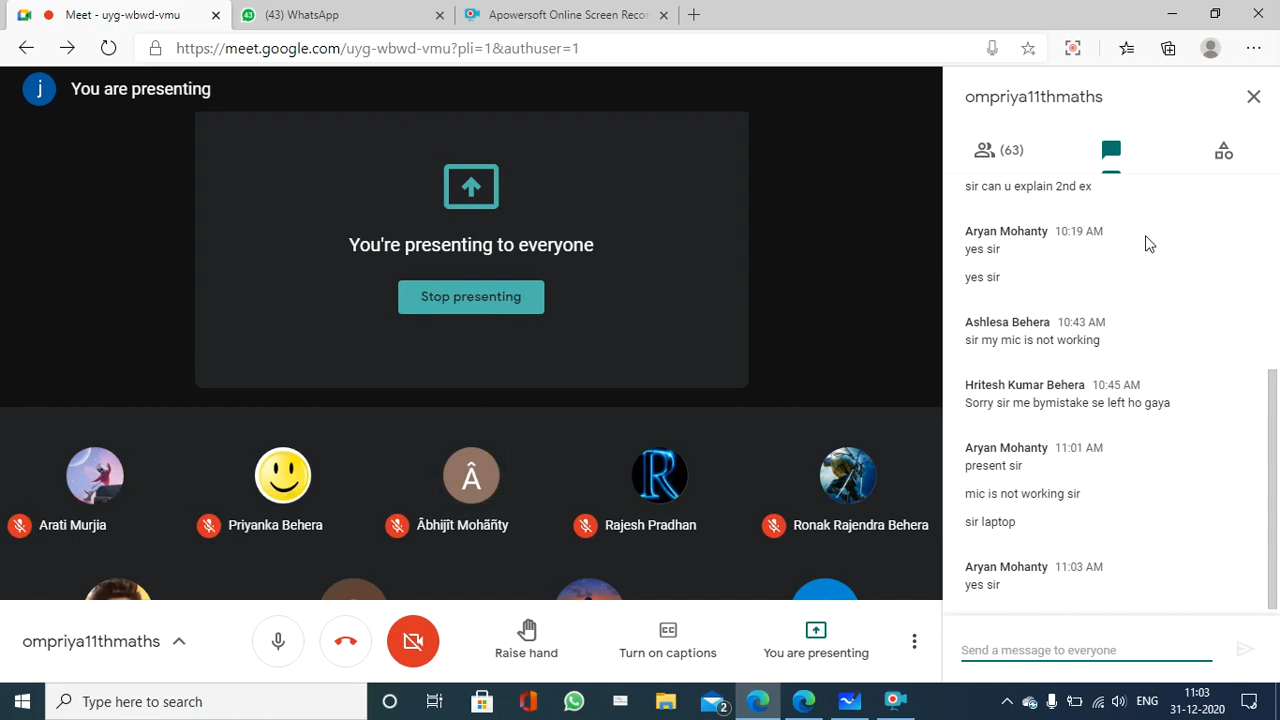 Meet - uyg-wbwd-vmu
(43) WhatsApp
Apowersoft Online Screen Recor
https://meet.google.com/uyg-wbwd-vmu?pli=1&authuser=1
j
You are presenting
You're presenting to everyone
Stop presenting
Arati Murjia
Priyanka Behera
Â
Âbhijît Mohãñty
R
Rajesh Pradhan
Ronak Rajendra Behera
ompriya11thmaths
Raise hand
Turn on captions
You are presenting
ompriya11thmaths
(63)
sir can u explain 2nd ex
Aryan Mohanty 10:19 AM
yes sir
yes sir
Ashlesa Behera 10:43 AM
sir my mic is not working
Hritesh Kumar Behera 10:45 AM
Sorry sir me bymistake se left ho gaya
Aryan Mohanty 11:01 AM
present sir
mic is not working sir
sir laptop
Aryan Mohanty 11:03 AM
yes sir
Send a message to everyone
Type here to search
2
ENG
11:03
31-12-2020